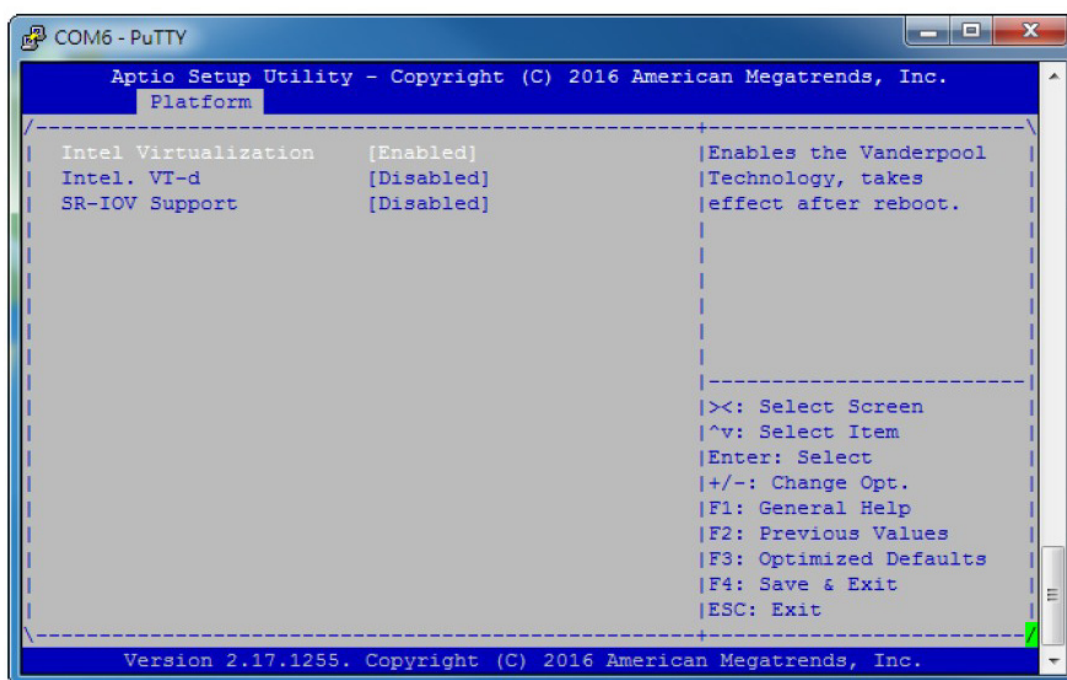 COM6 - PuTTY
Aptio Setup Utility - Copyright (C) 2016 American Megatrends, Inc.
Platform
/----------------------------------------------------+-------------------------\
| Intel Virtualization [Enabled] |Enables the Vanderpool |
| Intel. VT-d [Disabled] |Technology, takes |
| SR-IOV Support [Disabled] |effect after reboot. |
| | |
| | |
| | |
| | |
| | |
| | |
| |-------------------------|
| |><: Select Screen |
| |^v: Select Item |
| |Enter: Select |
| |+/-: Change Opt. |
| |F1: General Help |
| |F2: Previous Values |
| |F3: Optimized Defaults |
| |F4: Save & Exit |
| |ESC: Exit |
\----------------------------------------------------+-------------------------/
Version 2.17.1255. Copyright (C) 2016 American Megatrends, Inc.